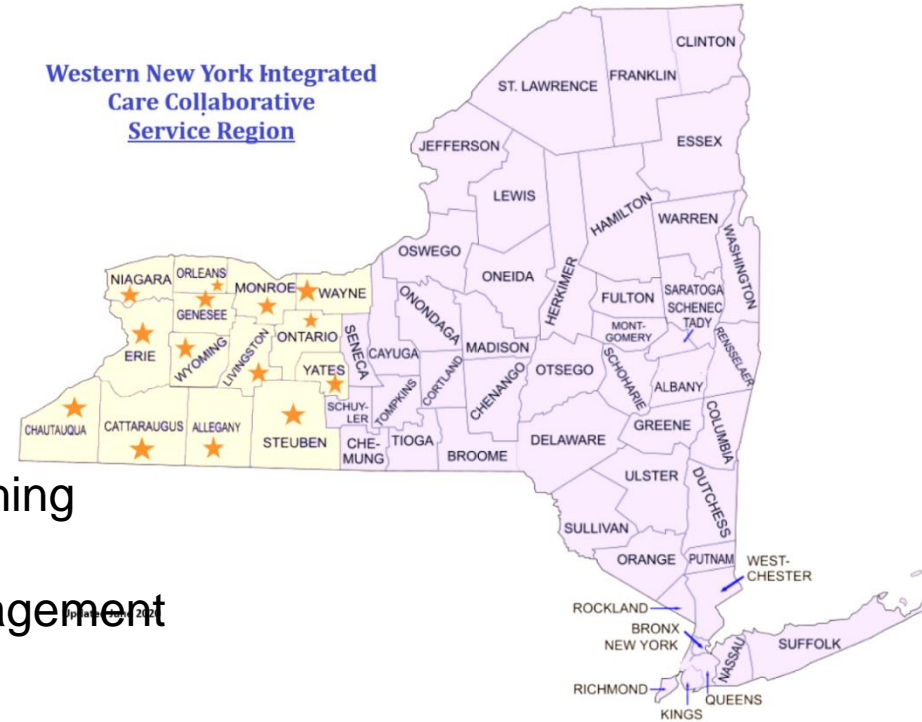 Western New York Integrated
Care Collaborative
Service Region
CLINTON
FRANKLIN
ST. LAWRENCE
ESSEX
JEFFERSON
LEWIS
HAMILTON
WARREN
WASHINGTON
OSWEGO
HERKIMER
ONEIDA
NIAGARA
ORLEANS
MONROE
WAYNE
GENESEE
ONTARIO
SENECA
CAYUGA
ONONDAGA
MADISON
FULTON
SARATOGA
SCHENEC
TADY
MONT-
GOMERY
RENSSELAER
ERIE
WYOMING
LIVINGSTON
YATES
CORTLAND
CHENANGO
OTSEGO
SCHOHARIE
ALBANY
SCHUY-
LER
TOMPKINS
CHAUTAUQUA
CATTARAUGUS
ALLEGANY
STEUBEN
CHE-
MUNG
TIOGA
BROOME
DELAWARE
GREENE
COLUMBIA
ULSTER
DUTCHESS
ning
SULLIVAN
ORANGE
PUTNAM
WEST-
CHESTER
agement
ROCKLAND
BRONX
NEW YORK
NASSAU
SUFFOLK
RICHMOND
QUEENS
KINGS